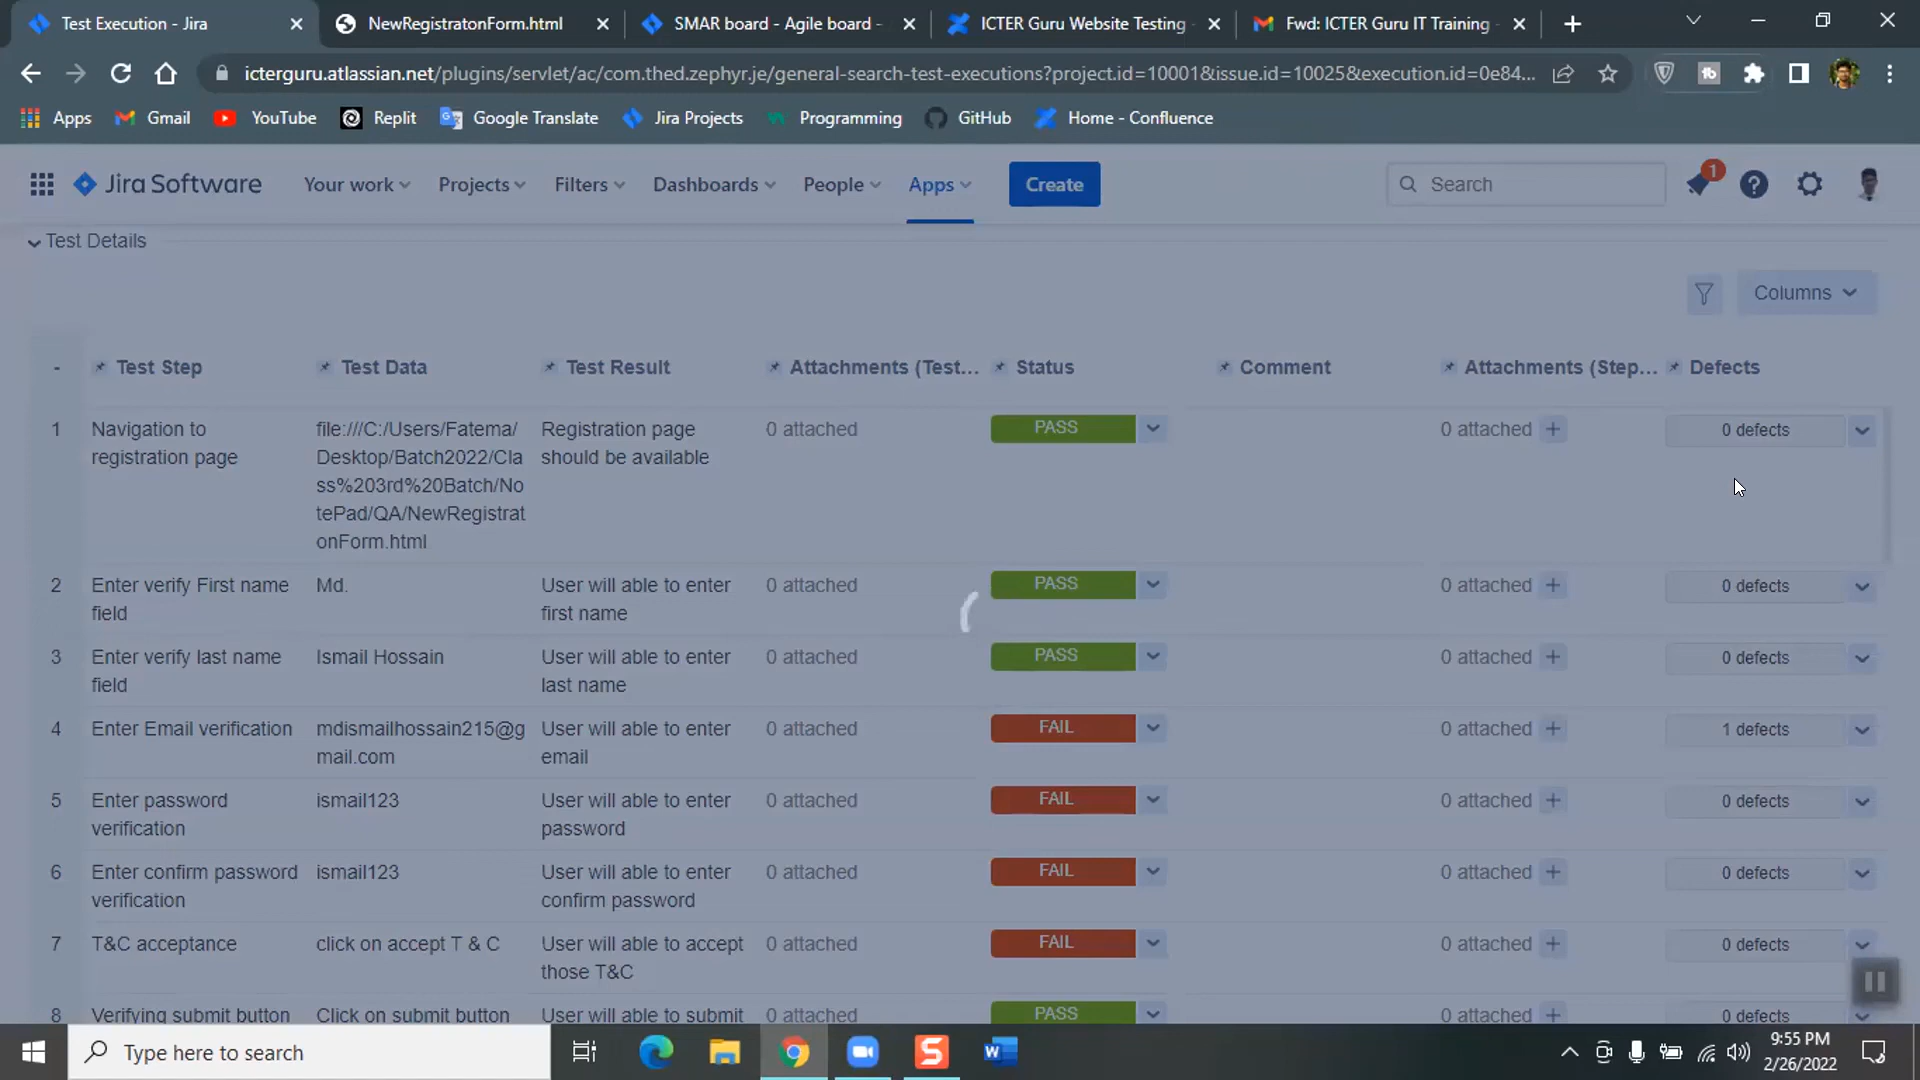 Test Execution - Jira
NewRegistratonForm.html
SMAR board - Agile board -
ICTER Guru Website Testing
Fwd: ICTER Guru IT Training
icterguru.atlassian.net/plugins/servlet/ac/com.thed.zephyr.je/general-search-test-executions?project.id=10001&issue.id=10025&execution.id=0e84...
Apps
Gmail
YouTube
Replit
Google Translate
Jira Projects
Programming
GitHub
Home - Confluence
Jira Software
Your work
Projects
Filters
Dashboards
People
Apps
Create
Search
1
Test Details
Columns
- Test Step Test Data Test Result Attachments (Test... Status Comment Attachments (Step... Defects
1 Navigation to file:///C:/Users/Fatema/ Registration page 0 attached PASS 0 attached + 0 defects
registration page Desktop/Batch2022/Cla should be available
ss%203rd%20Batch/No
tePad/QA/NewRegistrat
onForm.html
2 Enter verify First name Md. User will able to enter 0 attached PASS 0 attached + 0 defects
field first name
3 Enter verify last name Ismail Hossain User will able to enter 0 attached PASS 0 attached + 0 defects
field last name
4 Enter Email verification mdismailhossain215@g User will able to enter 0 attached FAIL 0 attached + 1 defects
mail.com email
5 Enter password ismail123 User will able to enter 0 attached FAIL 0 attached + 0 defects
verification password
6 Enter confirm password ismail123 User will able to enter 0 attached FAIL 0 attached + 0 defects
verification confirm password
7 T&C acceptance click on accept T & C User will able to accept 0 attached FAIL 0 attached + 0 defects
those T&C
8 Verifying submit button Click on submit button User will able to submit 0 attached PASS 0 attached + 0 defects
Type here to search
9:55 PM
2/26/2022